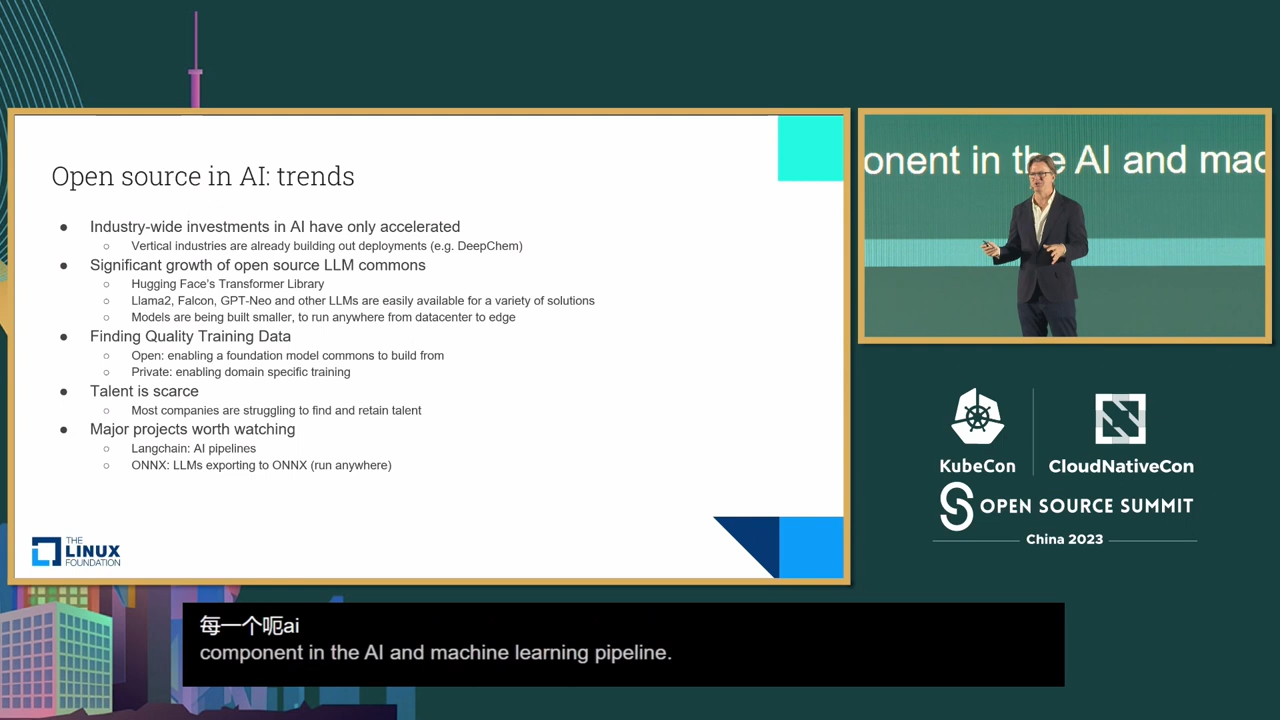 Open source in AI: trends
● Industry-wide investments in AI have only accelerated
○ Vertical industries are already building out deployments (e.g. DeepChem)
● Significant growth of open source LLM commons
○ Hugging Face's Transformer Library
○ Llama2, Falcon, GPT-Neo and other LLMs are easily available for a variety of solutions
○ Models are being built smaller, to run anywhere from datacenter to edge
● Finding Quality Training Data
○ Open: enabling a foundation model commons to build from
○ Private: enabling domain specific training
● Talent is scarce
○ Most companies are struggling to find and retain talent
● Major projects worth watching
○ Langchain: AI pipelines
○ ONNX: LLMs exporting to ONNX (run anywhere)
THE
LINUX
FOUNDATION
onent in the AI and mac
KubeCon
CloudNativeCon
OPEN SOURCE SUMMIT
China 2023
每一个呃ai
component in the AI and machine learning pipeline.